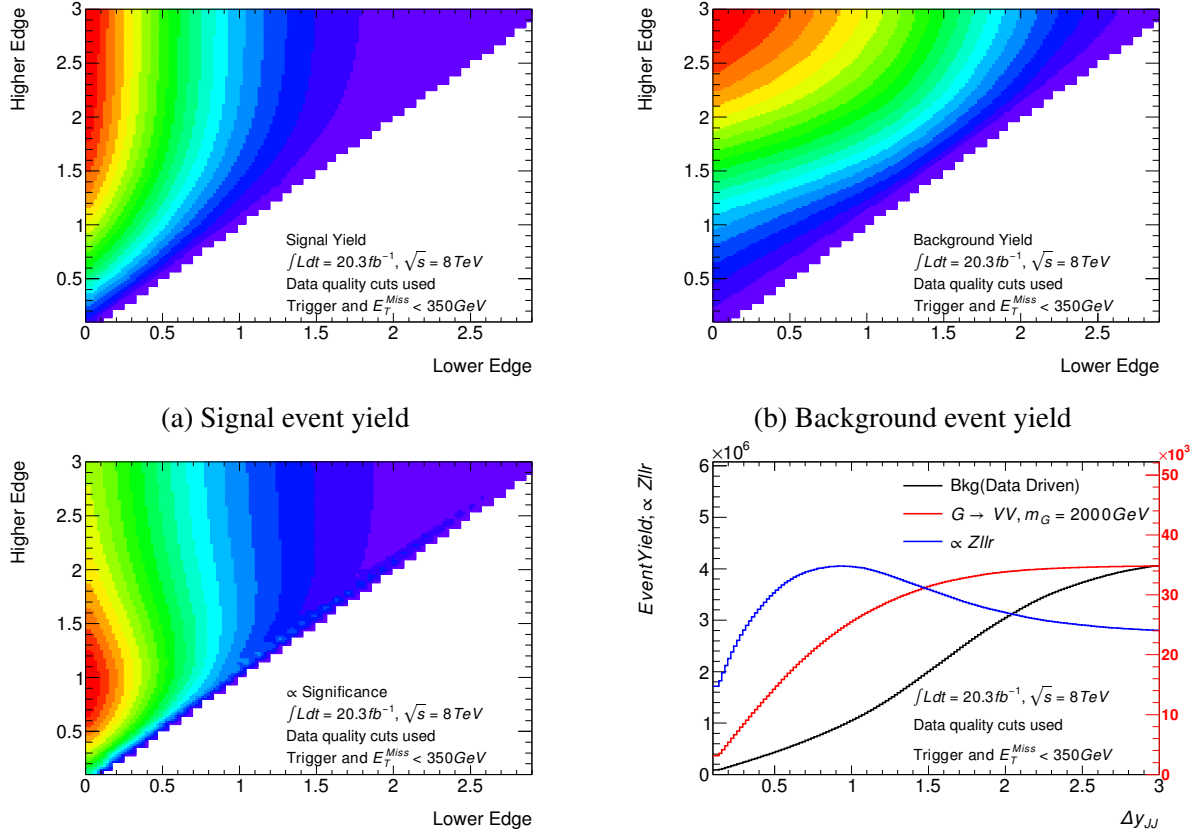 Higher Edge
3
2.5
2
1.5
1
0.5
Signal Yield
∫Ldt = 20.3fb⁻¹, √s = 8TeV
Data quality cuts used
Trigger and E_T^Miss < 350GeV
0 0.5 1 1.5 2 2.5
Lower Edge
(a) Signal event yield
Higher Edge
3
2.5
2
1.5
1
0.5
Background Yield
∫Ldt = 20.3fb⁻¹, √s = 8TeV
Data quality cuts used
Trigger and E_T^Miss < 350GeV
0 0.5 1 1.5 2 2.5
Lower Edge
(b) Background event yield
Higher Edge
3
2.5
2
1.5
1
0.5
∝ Significance
∫Ldt = 20.3fb⁻¹, √s = 8TeV
Data quality cuts used
Trigger and E_T^Miss < 350GeV
0 0.5 1 1.5 2 2.5
Lower Edge
×10⁶
EventYield; ∝ Zllr
6
5
4
3
2
1
0
Bkg(Data Driven)
G → VV, m_G = 2000GeV
∝ Zllr
∫Ldt = 20.3fb⁻¹, √s = 8TeV
Data quality cuts used
Trigger and E_T^Miss < 350GeV
×10³
50
40
30
20
10
0
0.5 1 1.5 2 2.5 3
Δy_JJ